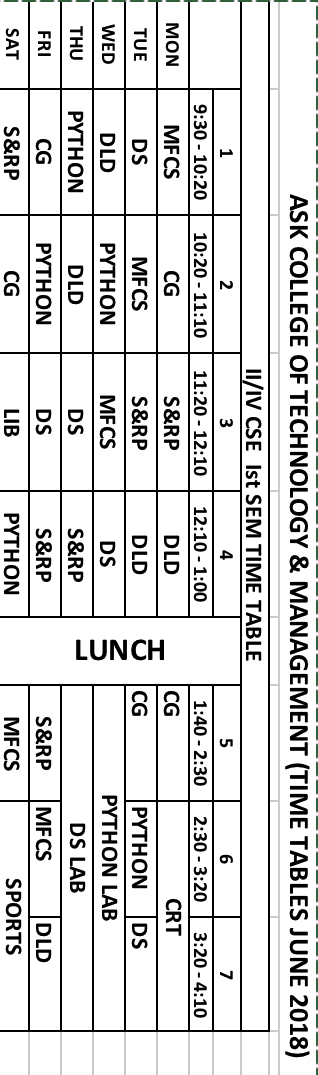 ASK COLLEGE OF TECHNOLOGY & MANAGEMENT (TIME TABLES JUNE 2018)
II/IV CSE Ist SEM TIME TABLE
1 2 3 4 5 6 7
9:30 - 10:20 10:20 - 11:10 11:20 - 12:10 12:10 - 1:00 LUNCH 1:40 - 2:30 2:30 - 3:20 3:20 - 4:10
MON MFCS CG S&RP DLD CG CRT
TUE DS MFCS S&RP DLD CG PYTHON DS
WED DLD PYTHON MFCS DS PYTHON LAB
THU PYTHON DLD DS S&RP DS LAB
FRI CG PYTHON DS S&RP S&RP MFCS DLD
SAT S&RP CG LIB PYTHON MFCS SPORTS